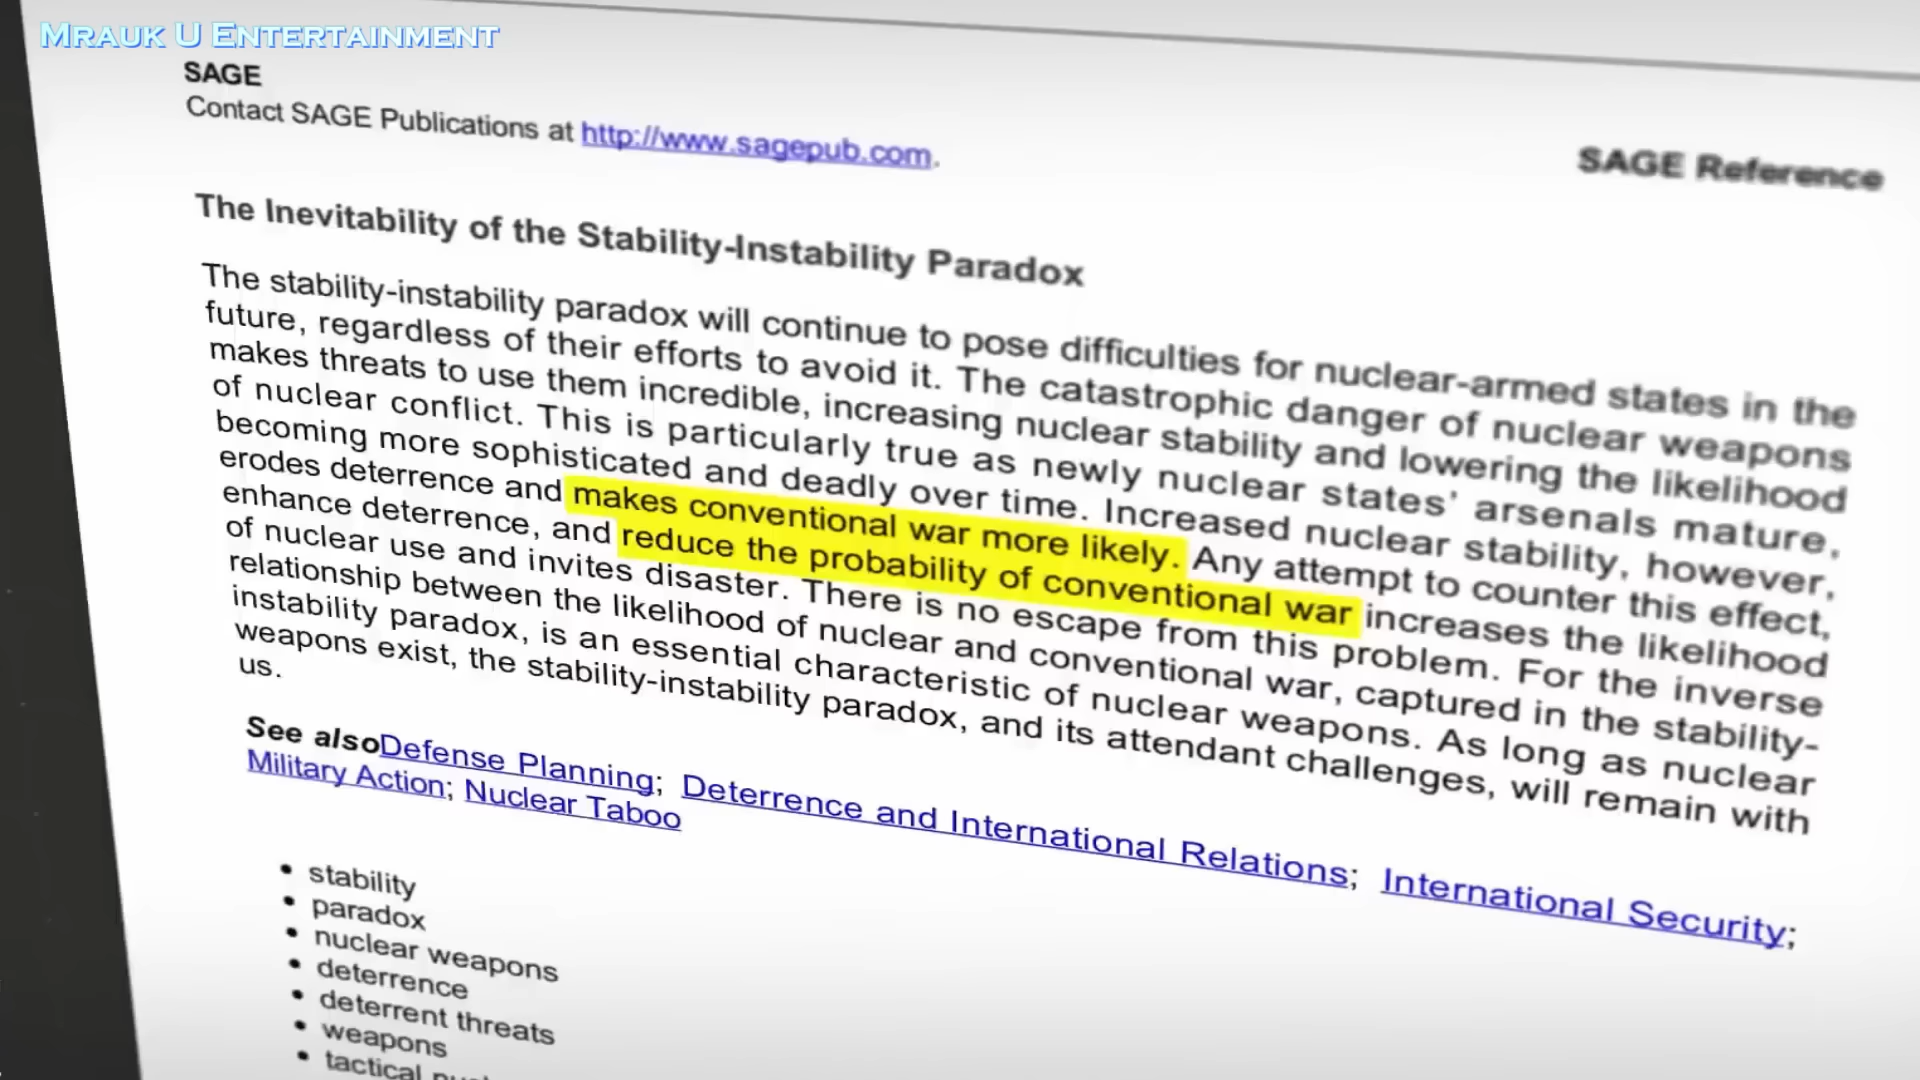 MRAUK U ENTERTAINMENT
SAGE
Contact SAGE Publications at http://www.sagepub.com.
SAGE Reference
The Inevitability of the Stability-Instability Paradox
The stability-instability paradox will continue to pose difficulties for nuclear-armed states in the
future, regardless of their efforts to avoid it. The catastrophic danger of nuclear weapons
makes threats to use them incredible, increasing nuclear stability and lowering the likelihood
of nuclear conflict. This is particularly true as newly nuclear states' arsenals mature,
becoming more sophisticated and deadly over time. Increased nuclear stability, however,
erodes deterrence and makes conventional war more likely. Any attempt to counter this effect,
enhance deterrence, and reduce the probability of conventional war increases the likelihood
of nuclear use and invites disaster. There is no escape from this problem. For the inverse
relationship between the likelihood of nuclear and conventional war, captured in the stability-
instability paradox, is an essential characteristic of nuclear weapons. As long as nuclear
weapons exist, the stability-instability paradox, and its attendant challenges, will remain with
us.
See alsoDefense Planning; Deterrence and International Relations; International Security;
Military Action; Nuclear Taboo
• stability
• paradox
• nuclear weapons
• deterrence
• deterrent threats
• weapons
• tactical